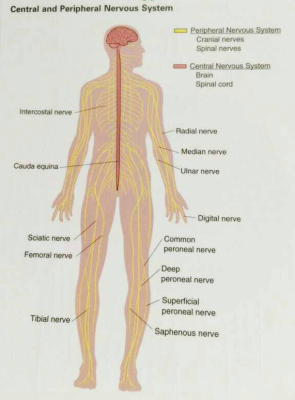 Central and Peripheral Nervous System
Peripheral Nervous System
Cranial nerves
Spinal nerves
Central Nervous System
Brain
Spinal cord
Intercostal nerve
Radial nerve
Median nerve
Cauda equina
Ulnar nerve
Digital nerve
Sciatic nerve
Common
peroneal nerve
Femoral nerve
Deep
peroneal nerve
Superficial
peroneal nerve
Tibial nerve
Saphenous nerve